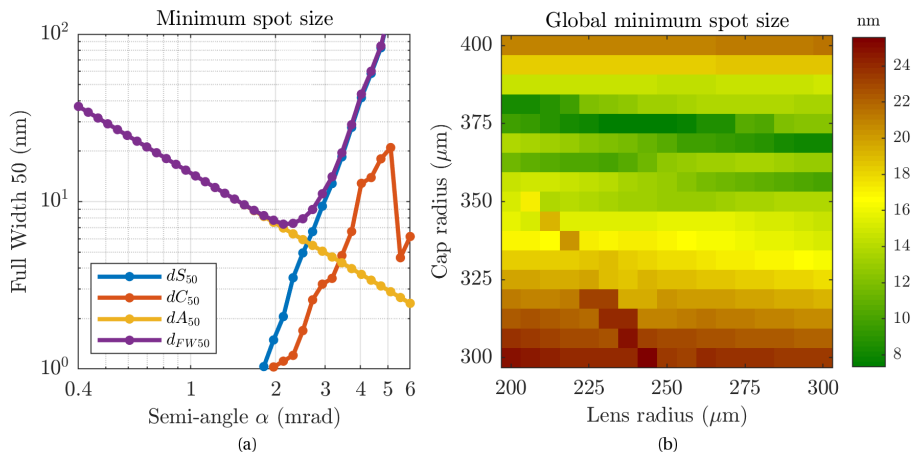 Minimum spot size
10²
10¹
10⁰
Full Width 50 (nm)
dS₅₀
dC₅₀
dA₅₀
d_{FW50}
0.4 1 2 3 4 5 6
Semi-angle α (mrad)
(a)
Global minimum spot size
nm
400
375
350
325
300
Cap radius (μm)
200 225 250 275 300
Lens radius (μm)
24
22
20
18
16
14
12
10
8
(b)